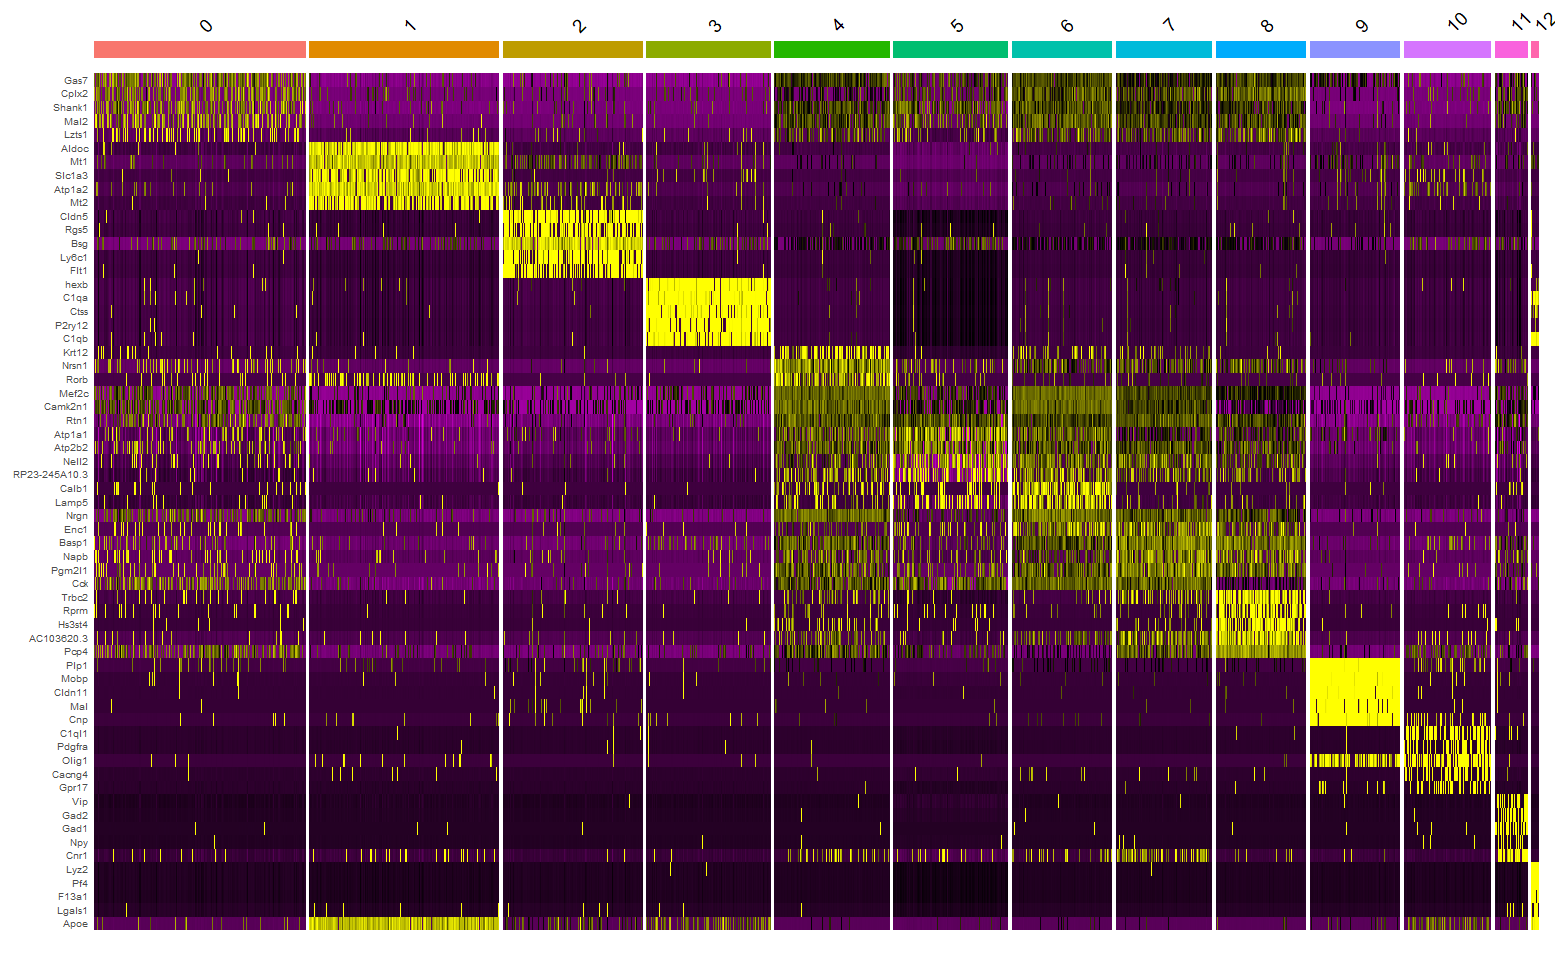 0 1 2 3 4 5 6 7 8 9 10 11 12
Gas7
Cplx2
Shank1
Mal2
Lzts1
Aldoc
Mt1
Slc1a3
Atp1a2
Mt2
Cldn5
Rgs5
Bsg
Ly6c1
Flt1
hexb
C1qa
Ctss
P2ry12
C1qb
Krt12
Nrsn1
Rorb
Mef2c
Camk2n1
Rtn1
Atp1a1
Atp2b2
Nell2
RP23-245A10.3
Calb1
Lamp5
Nrgn
Enc1
Basp1
Napb
Pgm2l1
Cck
Trbc2
Rprm
Hs3st4
AC103620.3
Pcp4
Plp1
Mobp
Cldn11
Mal
Cnp
C1ql1
Pdgfra
Olig1
Cacng4
Gpr17
Vip
Gad2
Gad1
Npy
Cnr1
Lyz2
Pf4
F13a1
Lgals1
Apoe